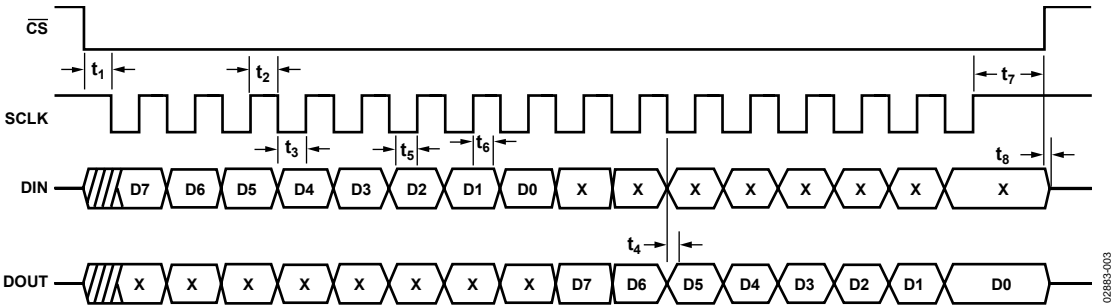 CS
t1
t2
t7
SCLK
t3
t5
t6
t8
DIN D7 D6 D5 D4 D3 D2 D1 D0 X X X X X X X X
t4
DOUT X X X X X X X X D7 D6 D5 D4 D3 D2 D1 D0
02883-003